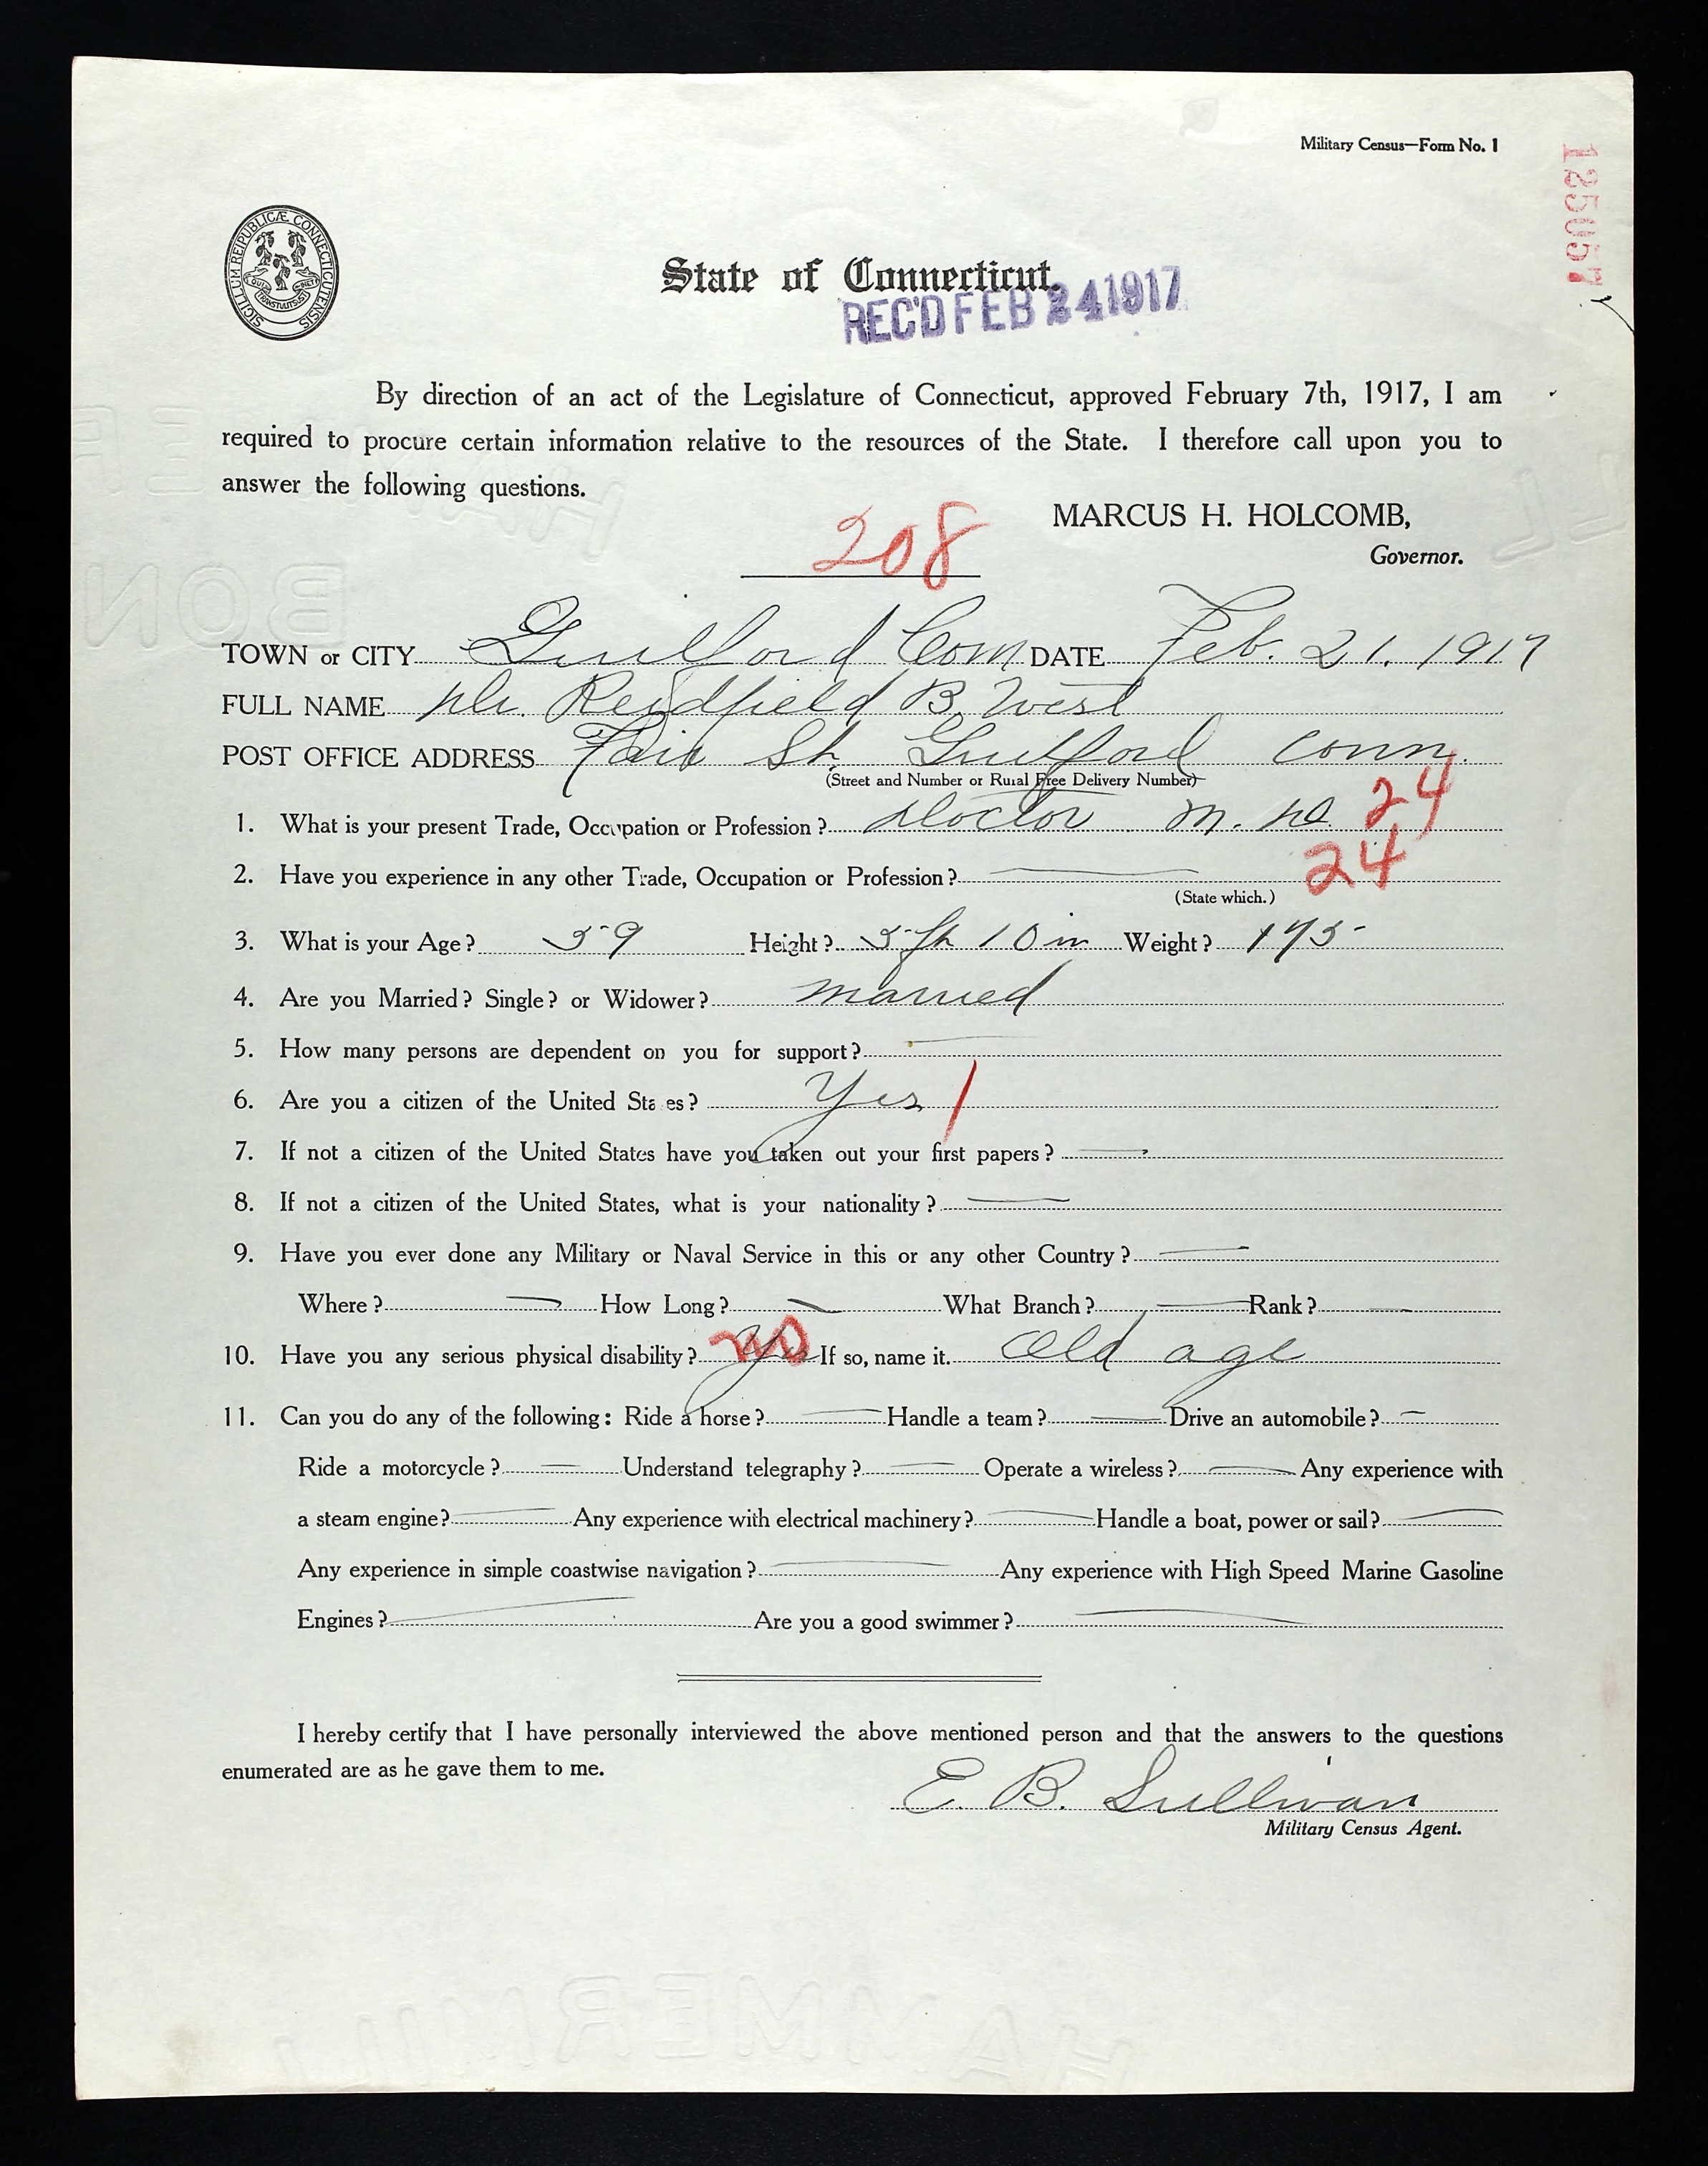 Military Census—Form No. 1
125057
SIGILLUM REIPUBLICÆ CONNECTICUTENSIS
QUI TRANSTULIT SUSTINET
State of Connecticut.
REC'D FEB 24 1917
By direction of an act of the Legislature of Connecticut, approved February 7th, 1917, I am
required to procure certain information relative to the resources of the State. I therefore call upon you to
answer the following questions.
MARCUS H. HOLCOMB,
Governor.
208
TOWN or CITY Guilford Conn DATE Feb. 21. 1917
FULL NAME Dr. Reidfield B. West
POST OFFICE ADDRESS Fair St. Guilford Conn.
(Street and Number or Rural Free Delivery Number)
1. What is your present Trade, Occupation or Profession? Doctor M. D. 24
2. Have you experience in any other Trade, Occupation or Profession? 24
(State which.)
3. What is your Age? 59 Height? 5 ft 10 in Weight? 175
4. Are you Married? Single? or Widower? married
5. How many persons are dependent on you for support?
6. Are you a citizen of the United States? Yes /
7. If not a citizen of the United States have you taken out your first papers? —
8. If not a citizen of the United States, what is your nationality? —
9. Have you ever done any Military or Naval Service in this or any other Country? —
Where? — How Long? — What Branch? — Rank? —
10. Have you any serious physical disability? Yes no If so, name it. Old age
11. Can you do any of the following: Ride a horse? — Handle a team? — Drive an automobile? —
Ride a motorcycle? — Understand telegraphy? — Operate a wireless? — Any experience with
a steam engine? — Any experience with electrical machinery? — Handle a boat, power or sail? —
Any experience in simple coastwise navigation? — Any experience with High Speed Marine Gasoline
Engines? — Are you a good swimmer? —
I hereby certify that I have personally interviewed the above mentioned person and that the answers to the questions
enumerated are as he gave them to me.
E. B. Sullivan
Military Census Agent.
HAMMERMILL